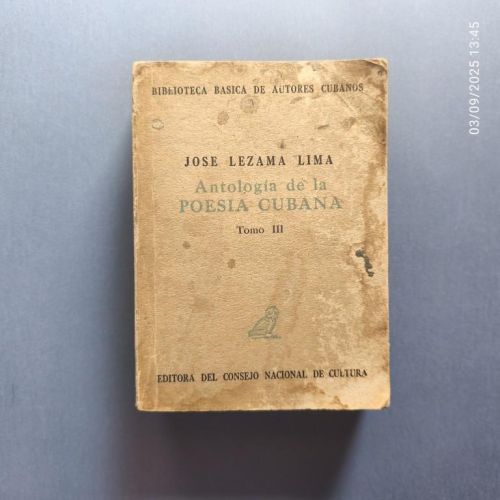 BIBLIOTECA BASICA DE AUTORES CUBANOS
JOSE LEZAMA LIMA
Antología de la
POESIA CUBANA
Tomo III
EDITORA DEL CONSEJO NACIONAL DE CULTURA
03/09/2025 13:45